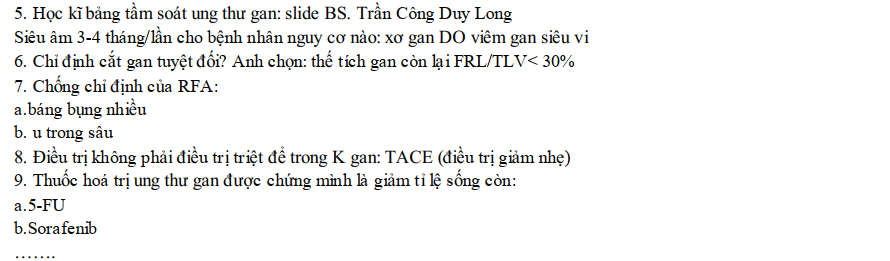 5. Học kĩ bảng tầm soát ung thư gan: slide BS. Trần Công Duy Long
Siêu âm 3-4 tháng/lần cho bệnh nhân nguy cơ nào: xơ gan DO viêm gan siêu vi
6. Chỉ định cắt gan tuyệt đối? Anh chọn: thể tích gan còn lại FRL/TLV< 30%
7. Chống chỉ định của RFA:
a.báng bụng nhiều
b. u trong sâu
8. Điều trị không phải điều trị triệt để trong K gan: TACE (điều trị giảm nhẹ)
9. Thuốc hoá trị ung thư gan được chứng mình là giảm tỉ lệ sống còn:
a.5-FU
b.Sorafenib
…….